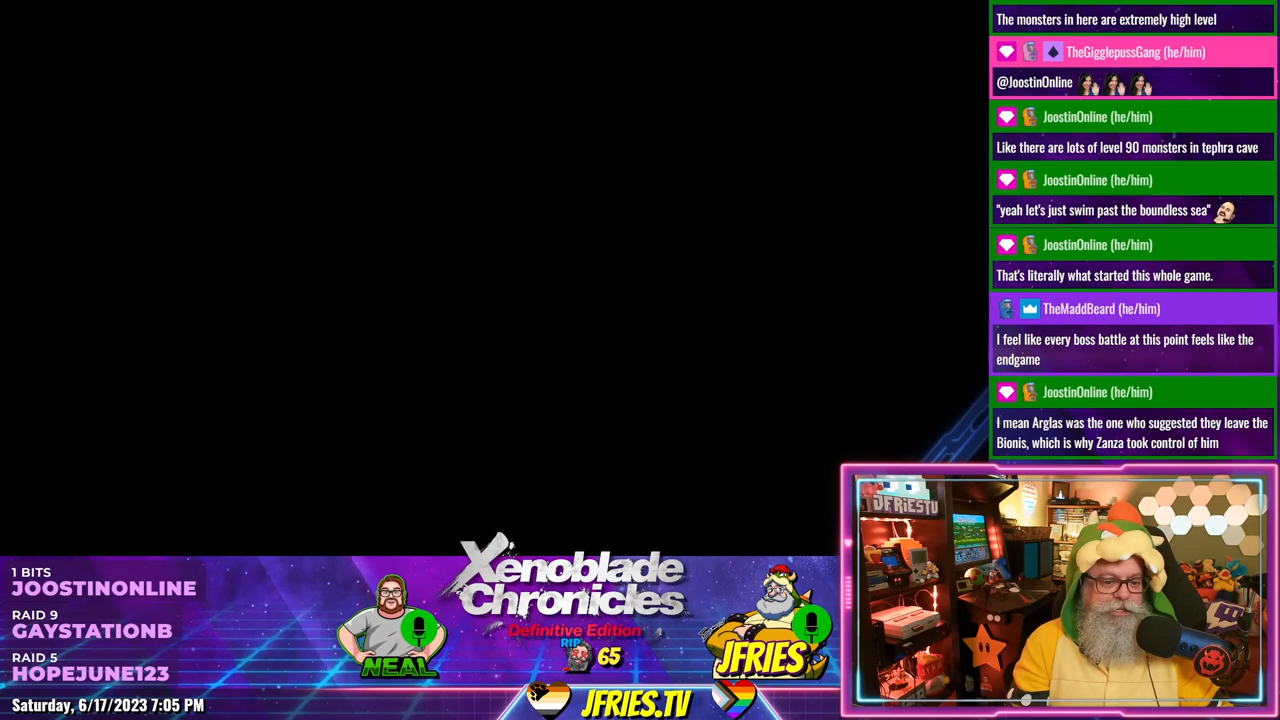 The monsters in here are extremely high level
TheGigglepussGang (he/him)
@JoostinOnline
JoostinOnline (he/him)
Like there are lots of level 90 monsters in tephra cave
JoostinOnline (he/him)
"yeah let's just swim past the boundless sea"
JoostinOnline (he/him)
That's literally what started this whole game.
TheMaddBeard (he/him)
I feel like every boss battle at this point feels like the
endgame
JoostinOnline (he/him)
I mean Arglas was the one who suggested they leave the
Bionis, which is why Zanza took control of him
DFRIESTV
1 BITS
JOOSTINONLINE
RAID 9
GAYSTATIONB
RAID 5
HOPEJUNE123
Saturday, 6/17/2023 7:05 PM
NEAL
Xenoblade
Chronicles
Definitive Edition
RIP
65
JFRIES
JFRIES.TV